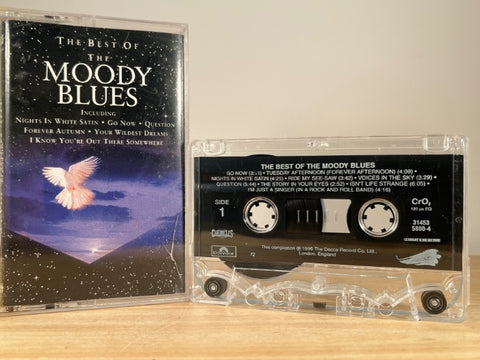 THE BEST OF
THE
MOODY
BLUES
INCLUDING
NIGHTS IN WHITE SATIN • GO NOW • QUESTION
FOREVER AUTUMN • YOUR WILDEST DREAMS
I KNOW YOU'RE OUT THERE SOMEWHERE
THE BEST OF THE MOODY BLUES
GO NOW • TUESDAY AFTERNOON (FOREVER AFTERNOON) (4:09)
NIGHTS IN WHITE SATIN (4:25) • RIDE MY SEE-SAW (3:42) • VOICES IN THE SKY (3:29)
QUESTION (5:44) • THE STORY IN YOUR EYES (2:52) • ISN'T LIFE STRANGE (6:05)
I'M JUST A SINGER (IN A ROCK AND ROLL BAND) (4:16)
SIDE
1
CrO₂
31453
5800-4
CHRONICLES
72
This compilation ℗ 1996 The Decca Record Co. Ltd.,
London, England